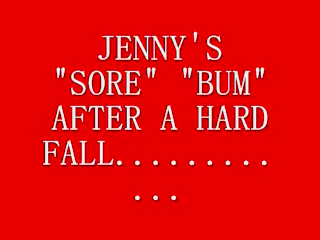 JENNY'S
"SORE" "BUM"
AFTER A HARD
FALL.........
...